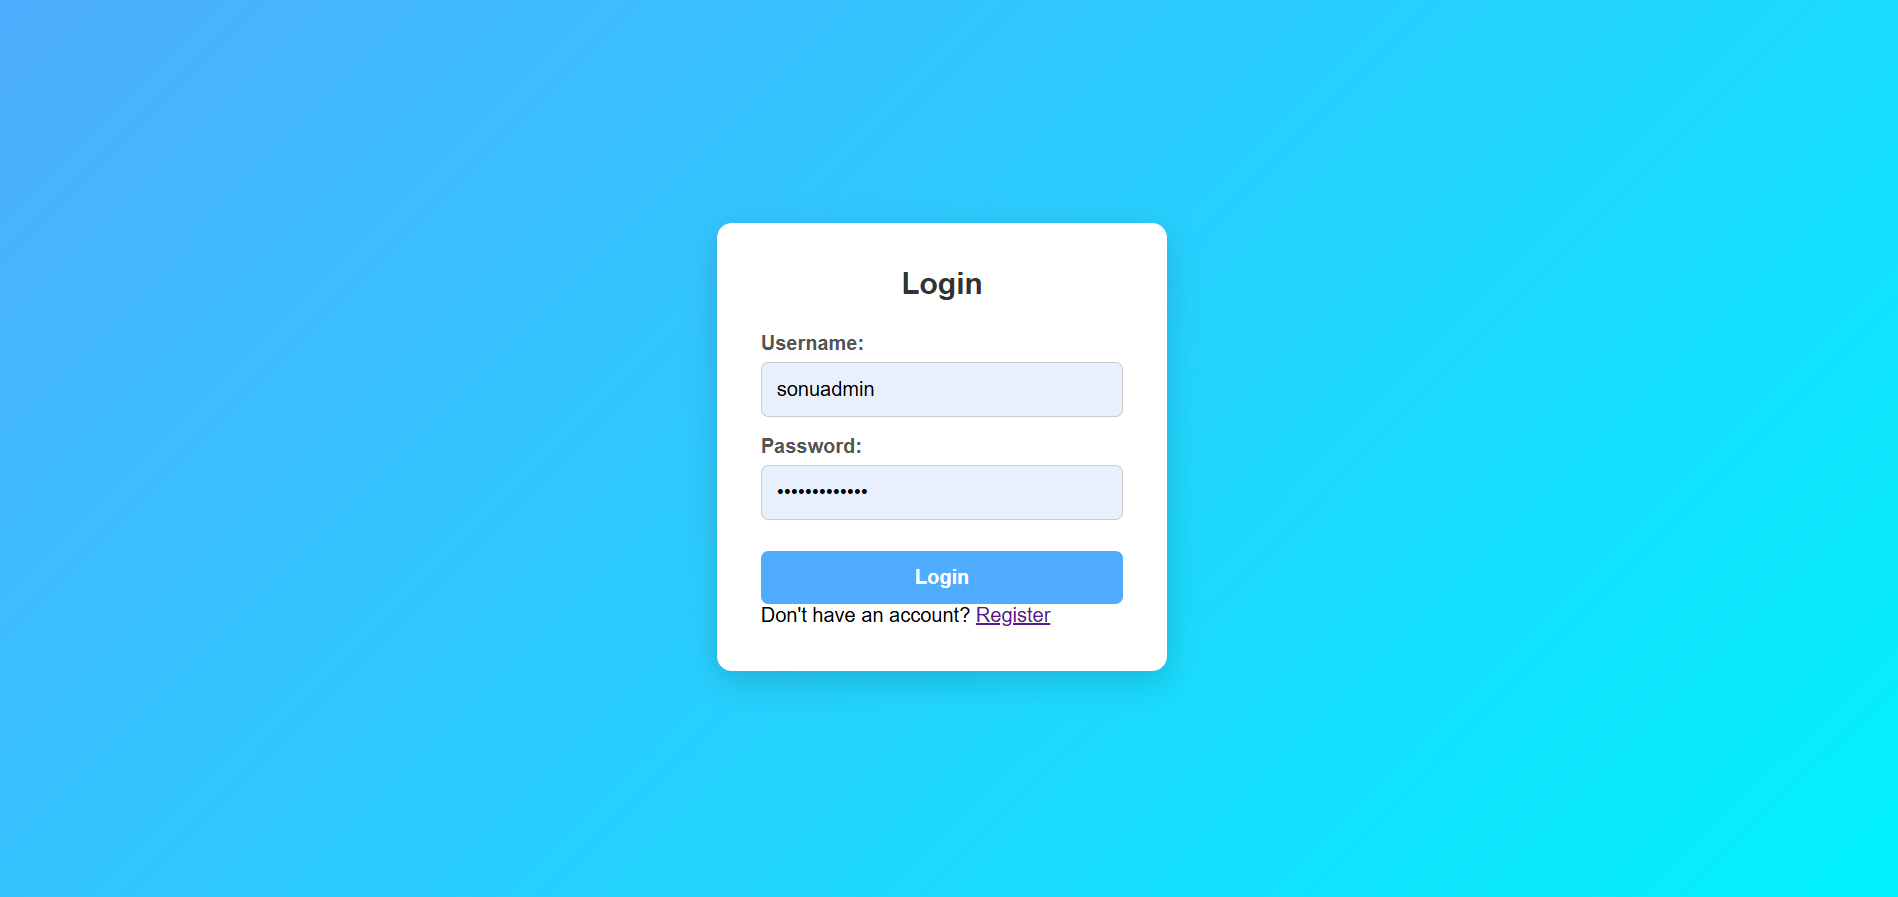 Login
Username:
sonuadmin
Password:
•••••••••••••
Login
Don't have an account? Register